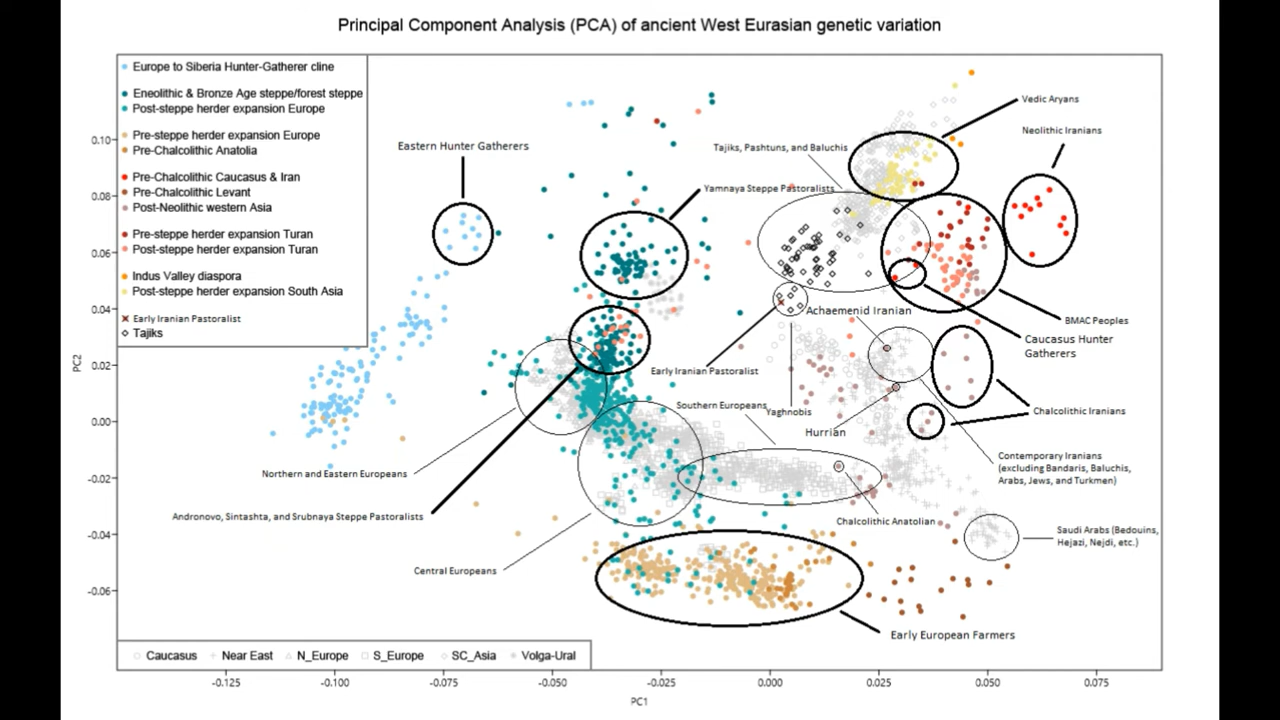 Principal Component Analysis (PCA) of ancient West Eurasian genetic variation
Europe to Siberia Hunter-Gatherer cline
Eneolithic & Bronze Age steppe/forest steppe
Post-steppe herder expansion Europe
Pre-steppe herder expansion Europe
Pre-Chalcolithic Anatolia
Pre-Chalcolithic Caucasus & Iran
Pre-Chalcolithic Levant
Post-Neolithic western Asia
Pre-steppe herder expansion Turan
Post-steppe herder expansion Turan
Indus Valley diaspora
Post-steppe herder expansion South Asia
Early Iranian Pastoralist
Tajiks
Eastern Hunter Gatherers
Tajiks, Pashtuns, and Baluchis
Vedic Aryans
Neolithic Iranians
Yamnaya Steppe Pastoralists
Achaemenid Iranian
BMAC Peoples
Caucasus Hunter
Gatherers
Early Iranian Pastoralist
Southern Europeans
Yaghnobis
Hurrian
Chalcolithic Iranians
Northern and Eastern Europeans
Contemporary Iranians
(excluding Bandaris, Baluchis,
Arabs, Jews, and Turkmen)
Andronovo, Sintashta, and Srubnaya Steppe Pastoralists
Chalcolithic Anatolian
Saudi Arabs (Bedouins,
Hejazi, Nejdi, etc.)
Central Europeans
Early European Farmers
Caucasus
Near East
N_Europe
S_Europe
SC_Asia
Volga-Ural
PC2
0.10
0.08
0.06
0.04
0.02
0.00
-0.02
-0.04
-0.06
-0.125
-0.100
-0.075
-0.050
-0.025
0.000
0.025
0.050
0.075
PC1